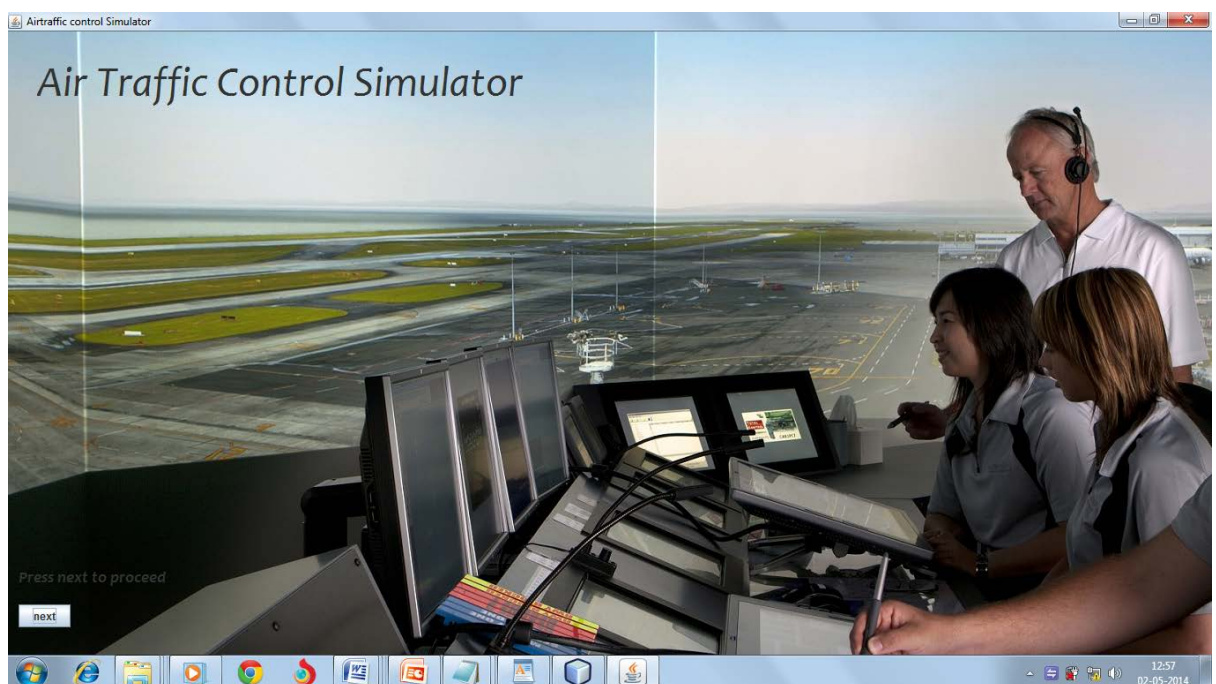 Airtraffic control Simulator
Air Traffic Control Simulator
Press next to proceed
next
12:57
02-05-2014